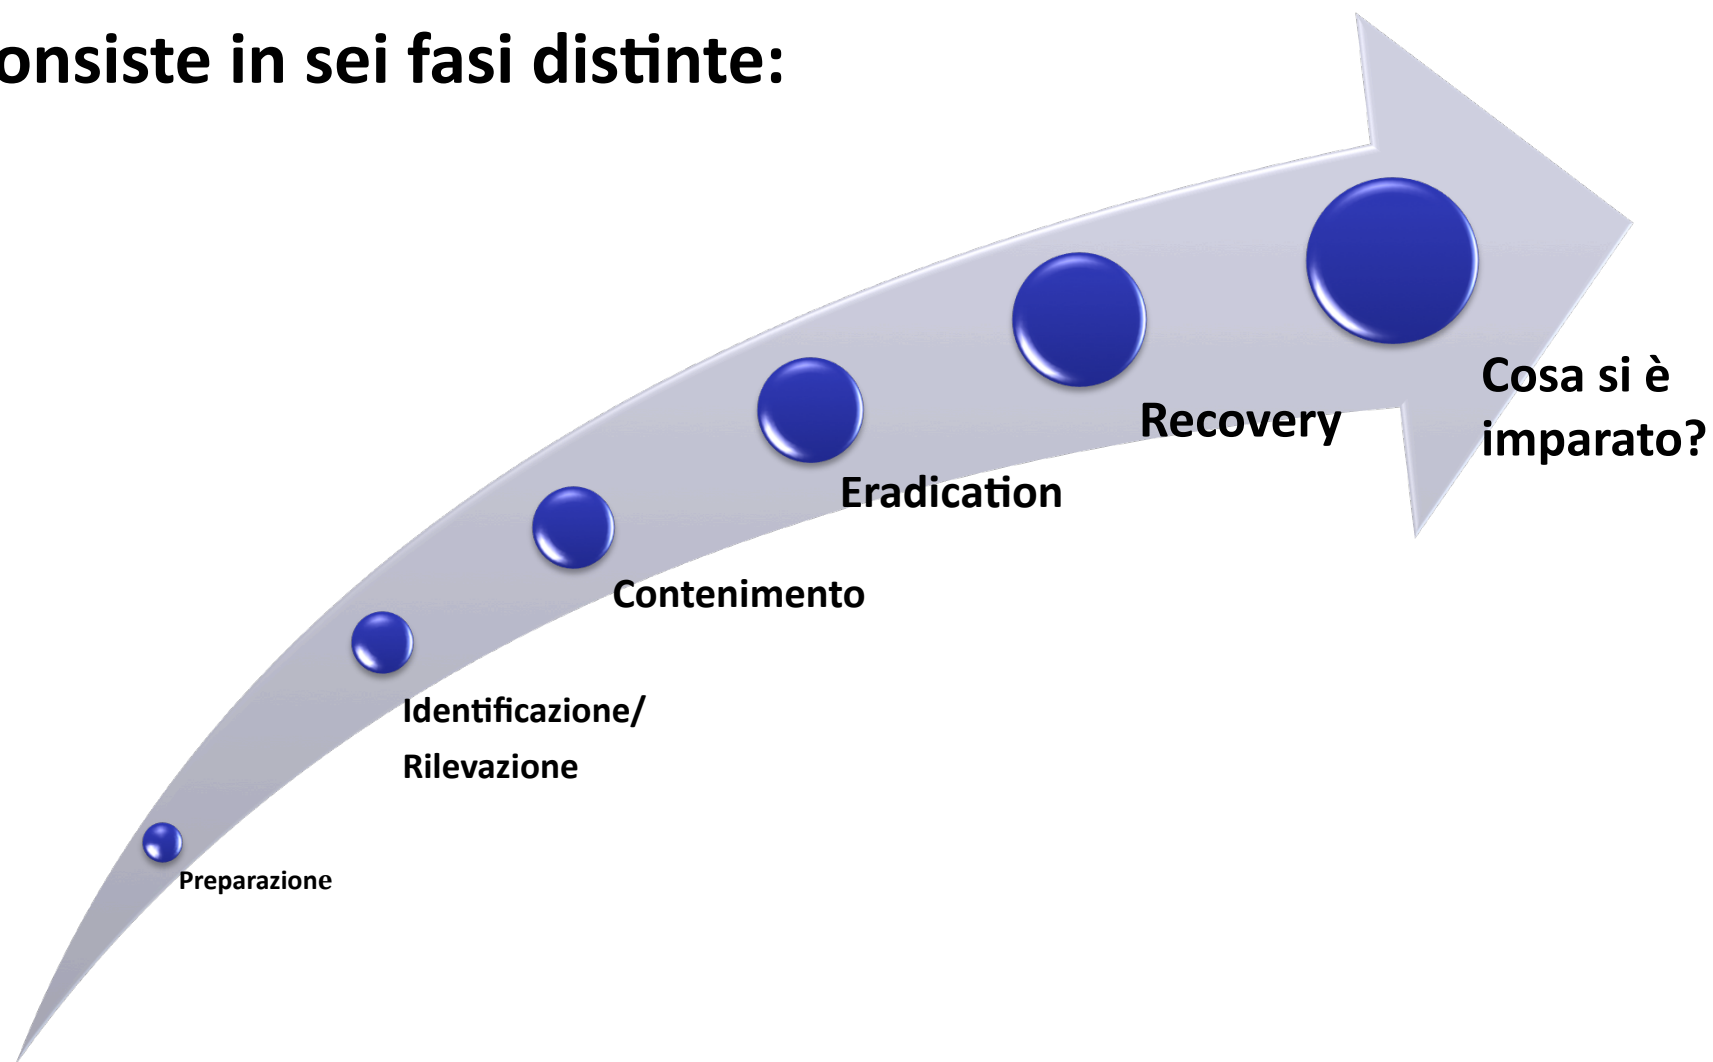 onsiste in sei fasi distinte:
Cosa si è
imparato?
Recovery
Eradication
Contenimento
Identificazione/
Rilevazione
Preparazione